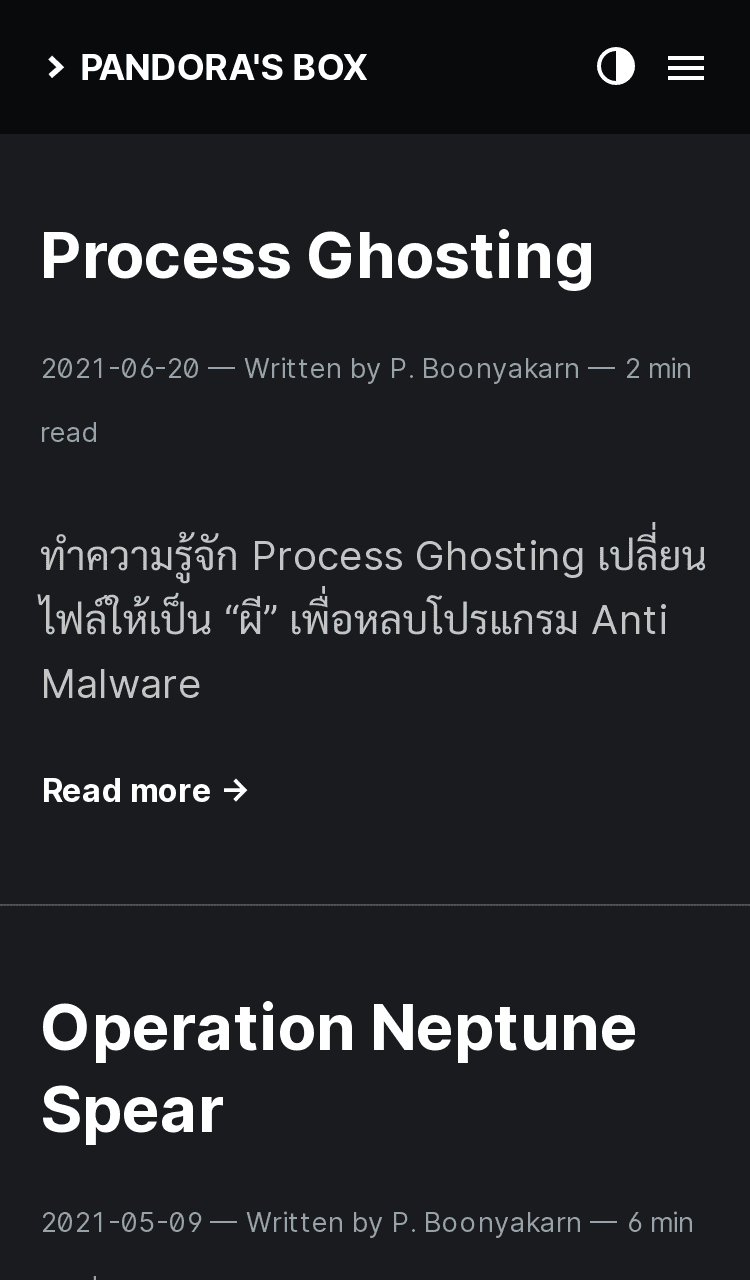 PANDORA'S BOX
Process Ghosting
2021-06-20 — Written by P. Boonyakarn — 2 min
read
ทำความรู้จัก Process Ghosting เปลี่ยน
ไฟล์ให้เป็น “ผี” เพื่อหลบโปรแกรม Anti
Malware
Read more →
Operation Neptune
Spear
2021-05-09 — Written by P. Boonyakarn — 6 min